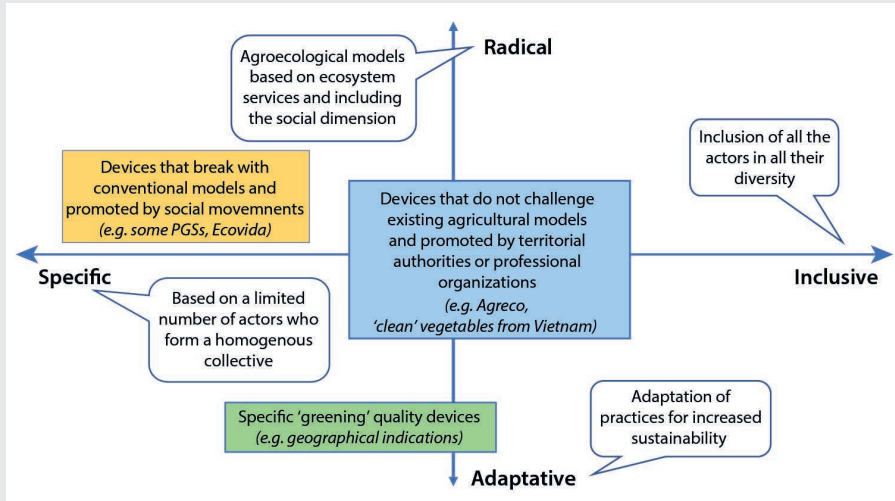 Radical
Agroecological models
based on ecosystem
services and including
the social dimension
Inclusion of all the
actors in all their
diversity
Devices that break with
conventional models and
promoted by social movemnents
(e.g. some PGSs, Ecovida)
Devices that do not challenge
existing agricultural models
and promoted by territorial
authorities or professional
organizations
(e.g. Agreco,
'clean' vegetables from Vietnam)
Specific
Inclusive
Based on a limited
number of actors who
form a homogenous
collective
Specific 'greening' quality devices
(e.g. geographical indications)
Adaptation of
practices for increased
sustainability
Adaptative